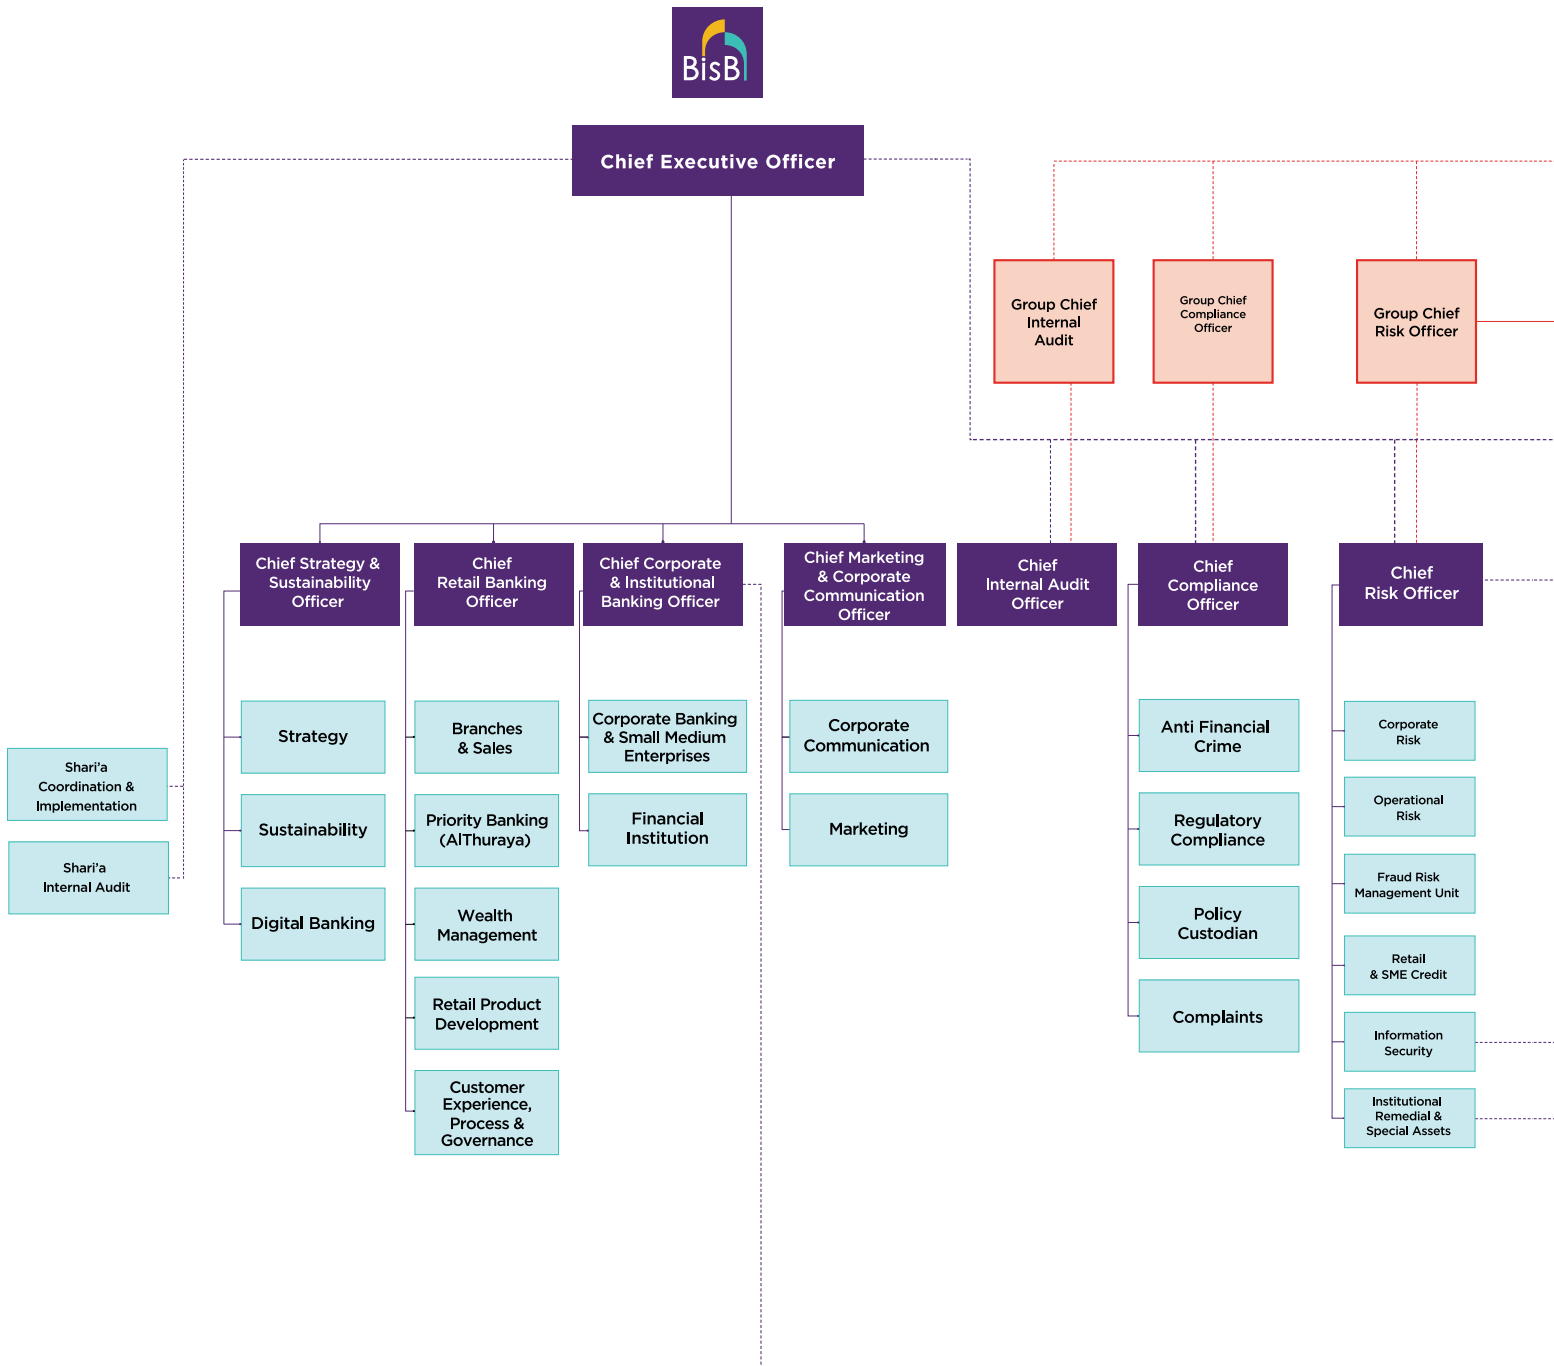 BisB
Chief Executive Officer
Group Chief
Internal
Audit
Group Chief
Compliance
Officer
Group Chief
Risk Officer
Chief Strategy &
Sustainability
Officer
Chief
Retail Banking
Officer
Chief Corporate
& Institutional
Banking Officer
Chief Marketing
& Corporate
Communication
Officer
Chief
Internal Audit
Officer
Chief
Compliance
Officer
Chief
Risk Officer
Shari'a
Coordination &
Implementation
Shari'a
Internal Audit
Strategy
Sustainability
Digital Banking
Branches
& Sales
Priority Banking
(AlThuraya)
Wealth
Management
Retail Product
Development
Customer
Experience,
Process &
Governance
Corporate Banking
& Small Medium
Enterprises
Financial
Institution
Corporate
Communication
Marketing
Anti Financial
Crime
Regulatory
Compliance
Policy
Custodian
Complaints
Corporate
Risk
Operational
Risk
Fraud Risk
Management Unit
Retail
& SME Credit
Information
Security
Institutional
Remedial &
Special Assets